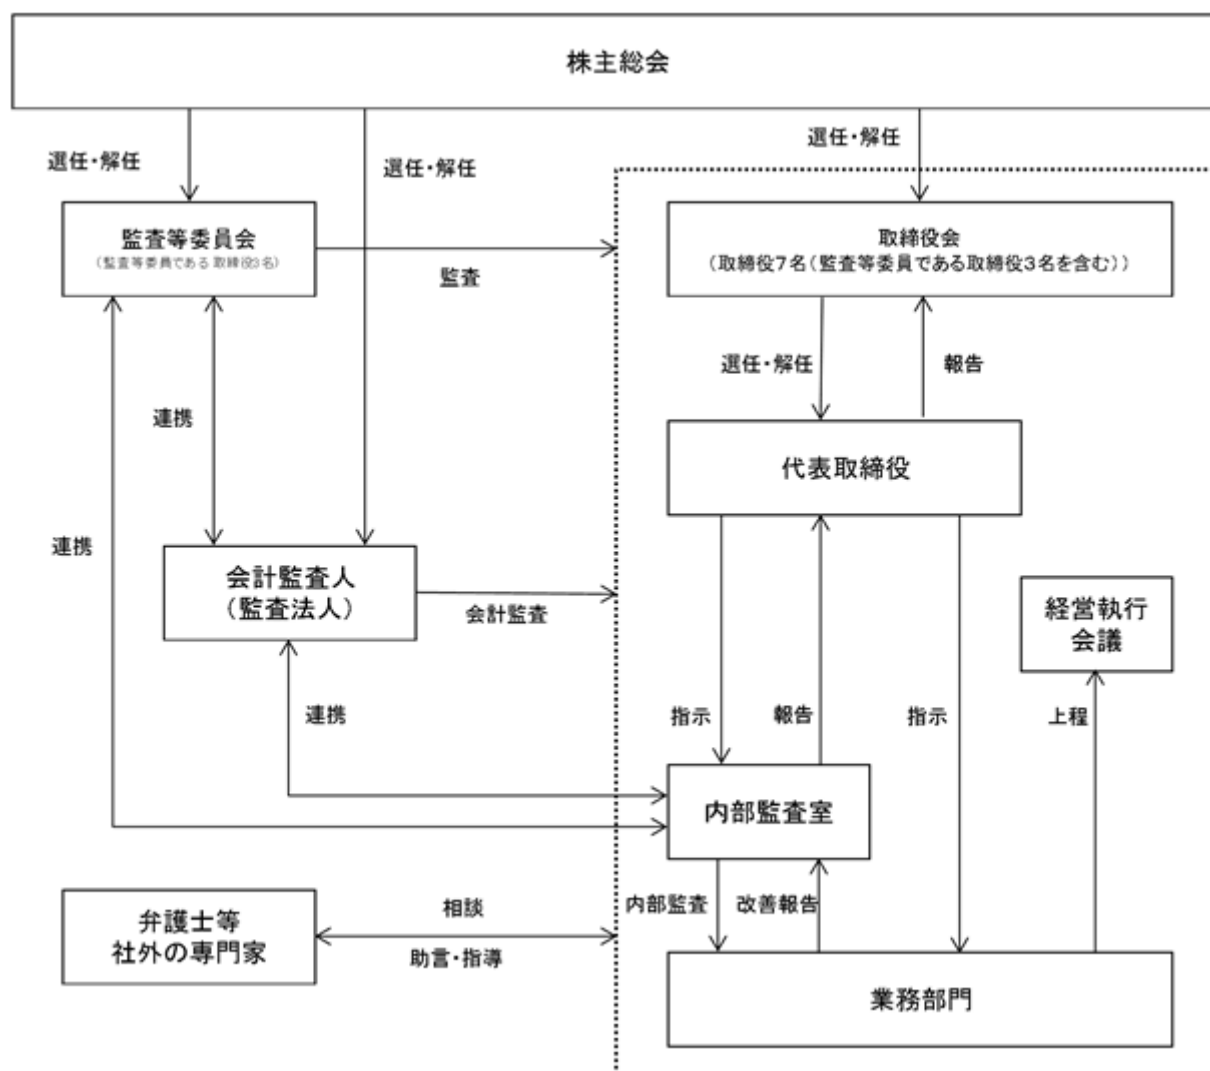 株主総会
選任・解任
選任・解任
選任・解任
監査等委員会
(監査等委員である取締役3名)
監査
取締役会
(取締役7名(監査等委員である取締役3名を含む))
選任・解任
報告
連携
代表取締役
連携
会計監査人
(監査法人)
会計監査
経営執行
会議
連携
指示
報告
指示
上程
内部監査室
内部監査
改善報告
弁護士等
社外の専門家
相談
助言・指導
業務部門